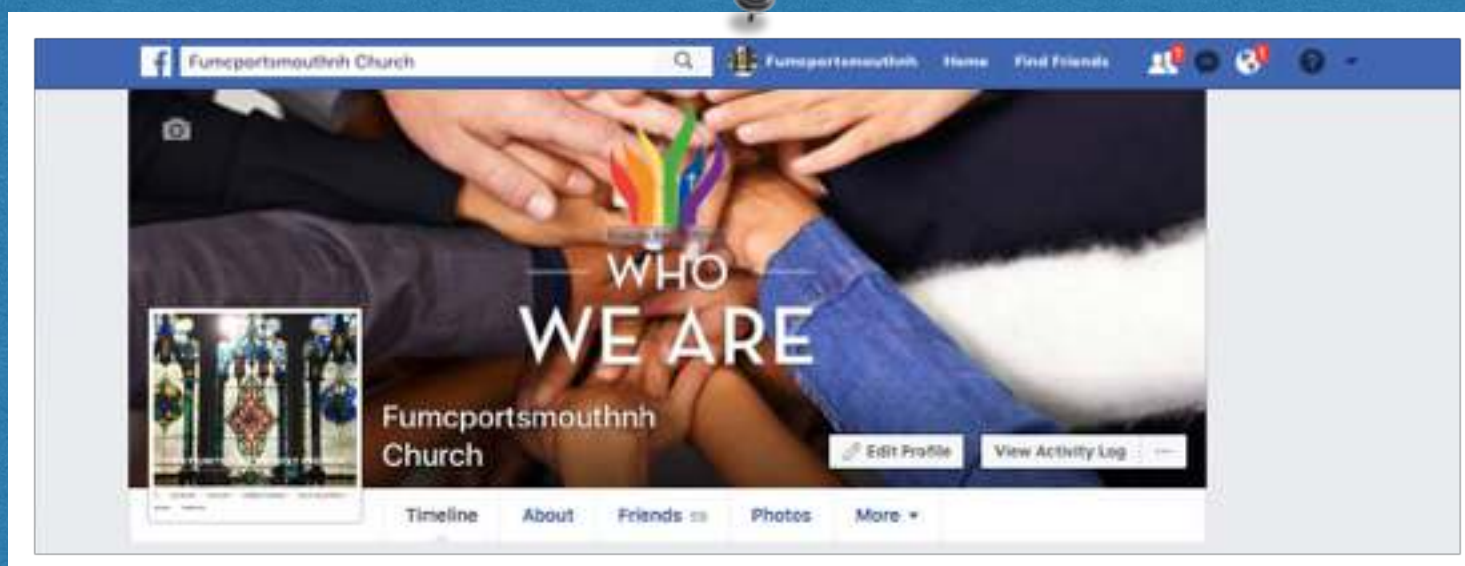 f Fumcportsmouthnh Church Fumcportsmouthnh Home Find Friends
WHO
WE ARE
Fumcportsmouthnh
Church
Edit Profile View Activity Log ...
Timeline About Friends Photos More